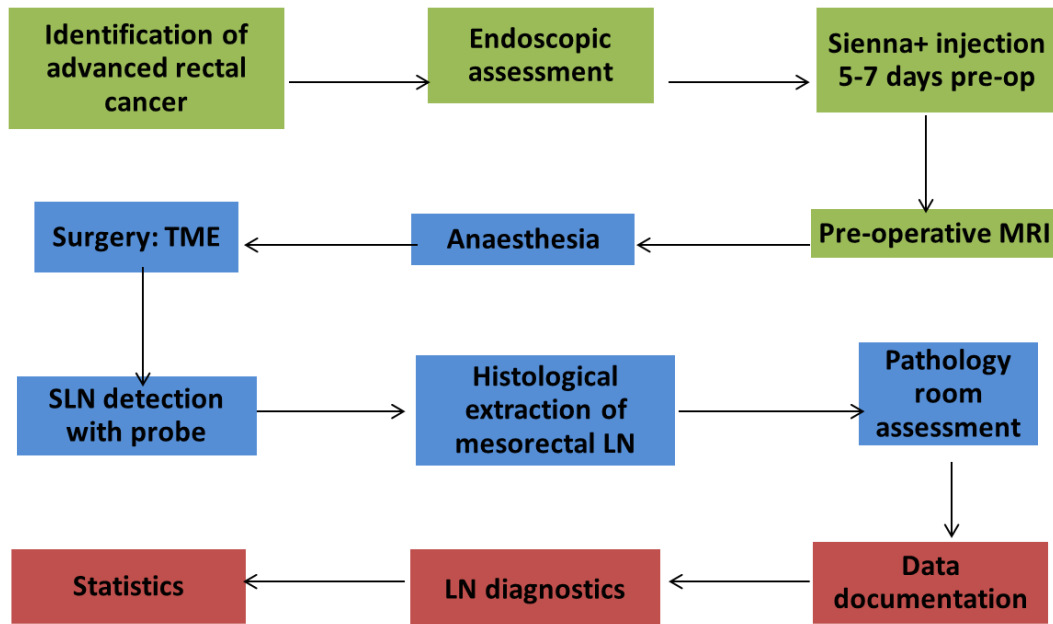 Identification of
advanced rectal
cancer
Endoscopic
assessment
Sienna+ injection
5-7 days pre-op
Pre-operative MRI
Anaesthesia
Surgery: TME
SLN detection
with probe
Histological
extraction of
mesorectal LN
Pathology
room
assessment
Data
documentation
LN diagnostics
Statistics